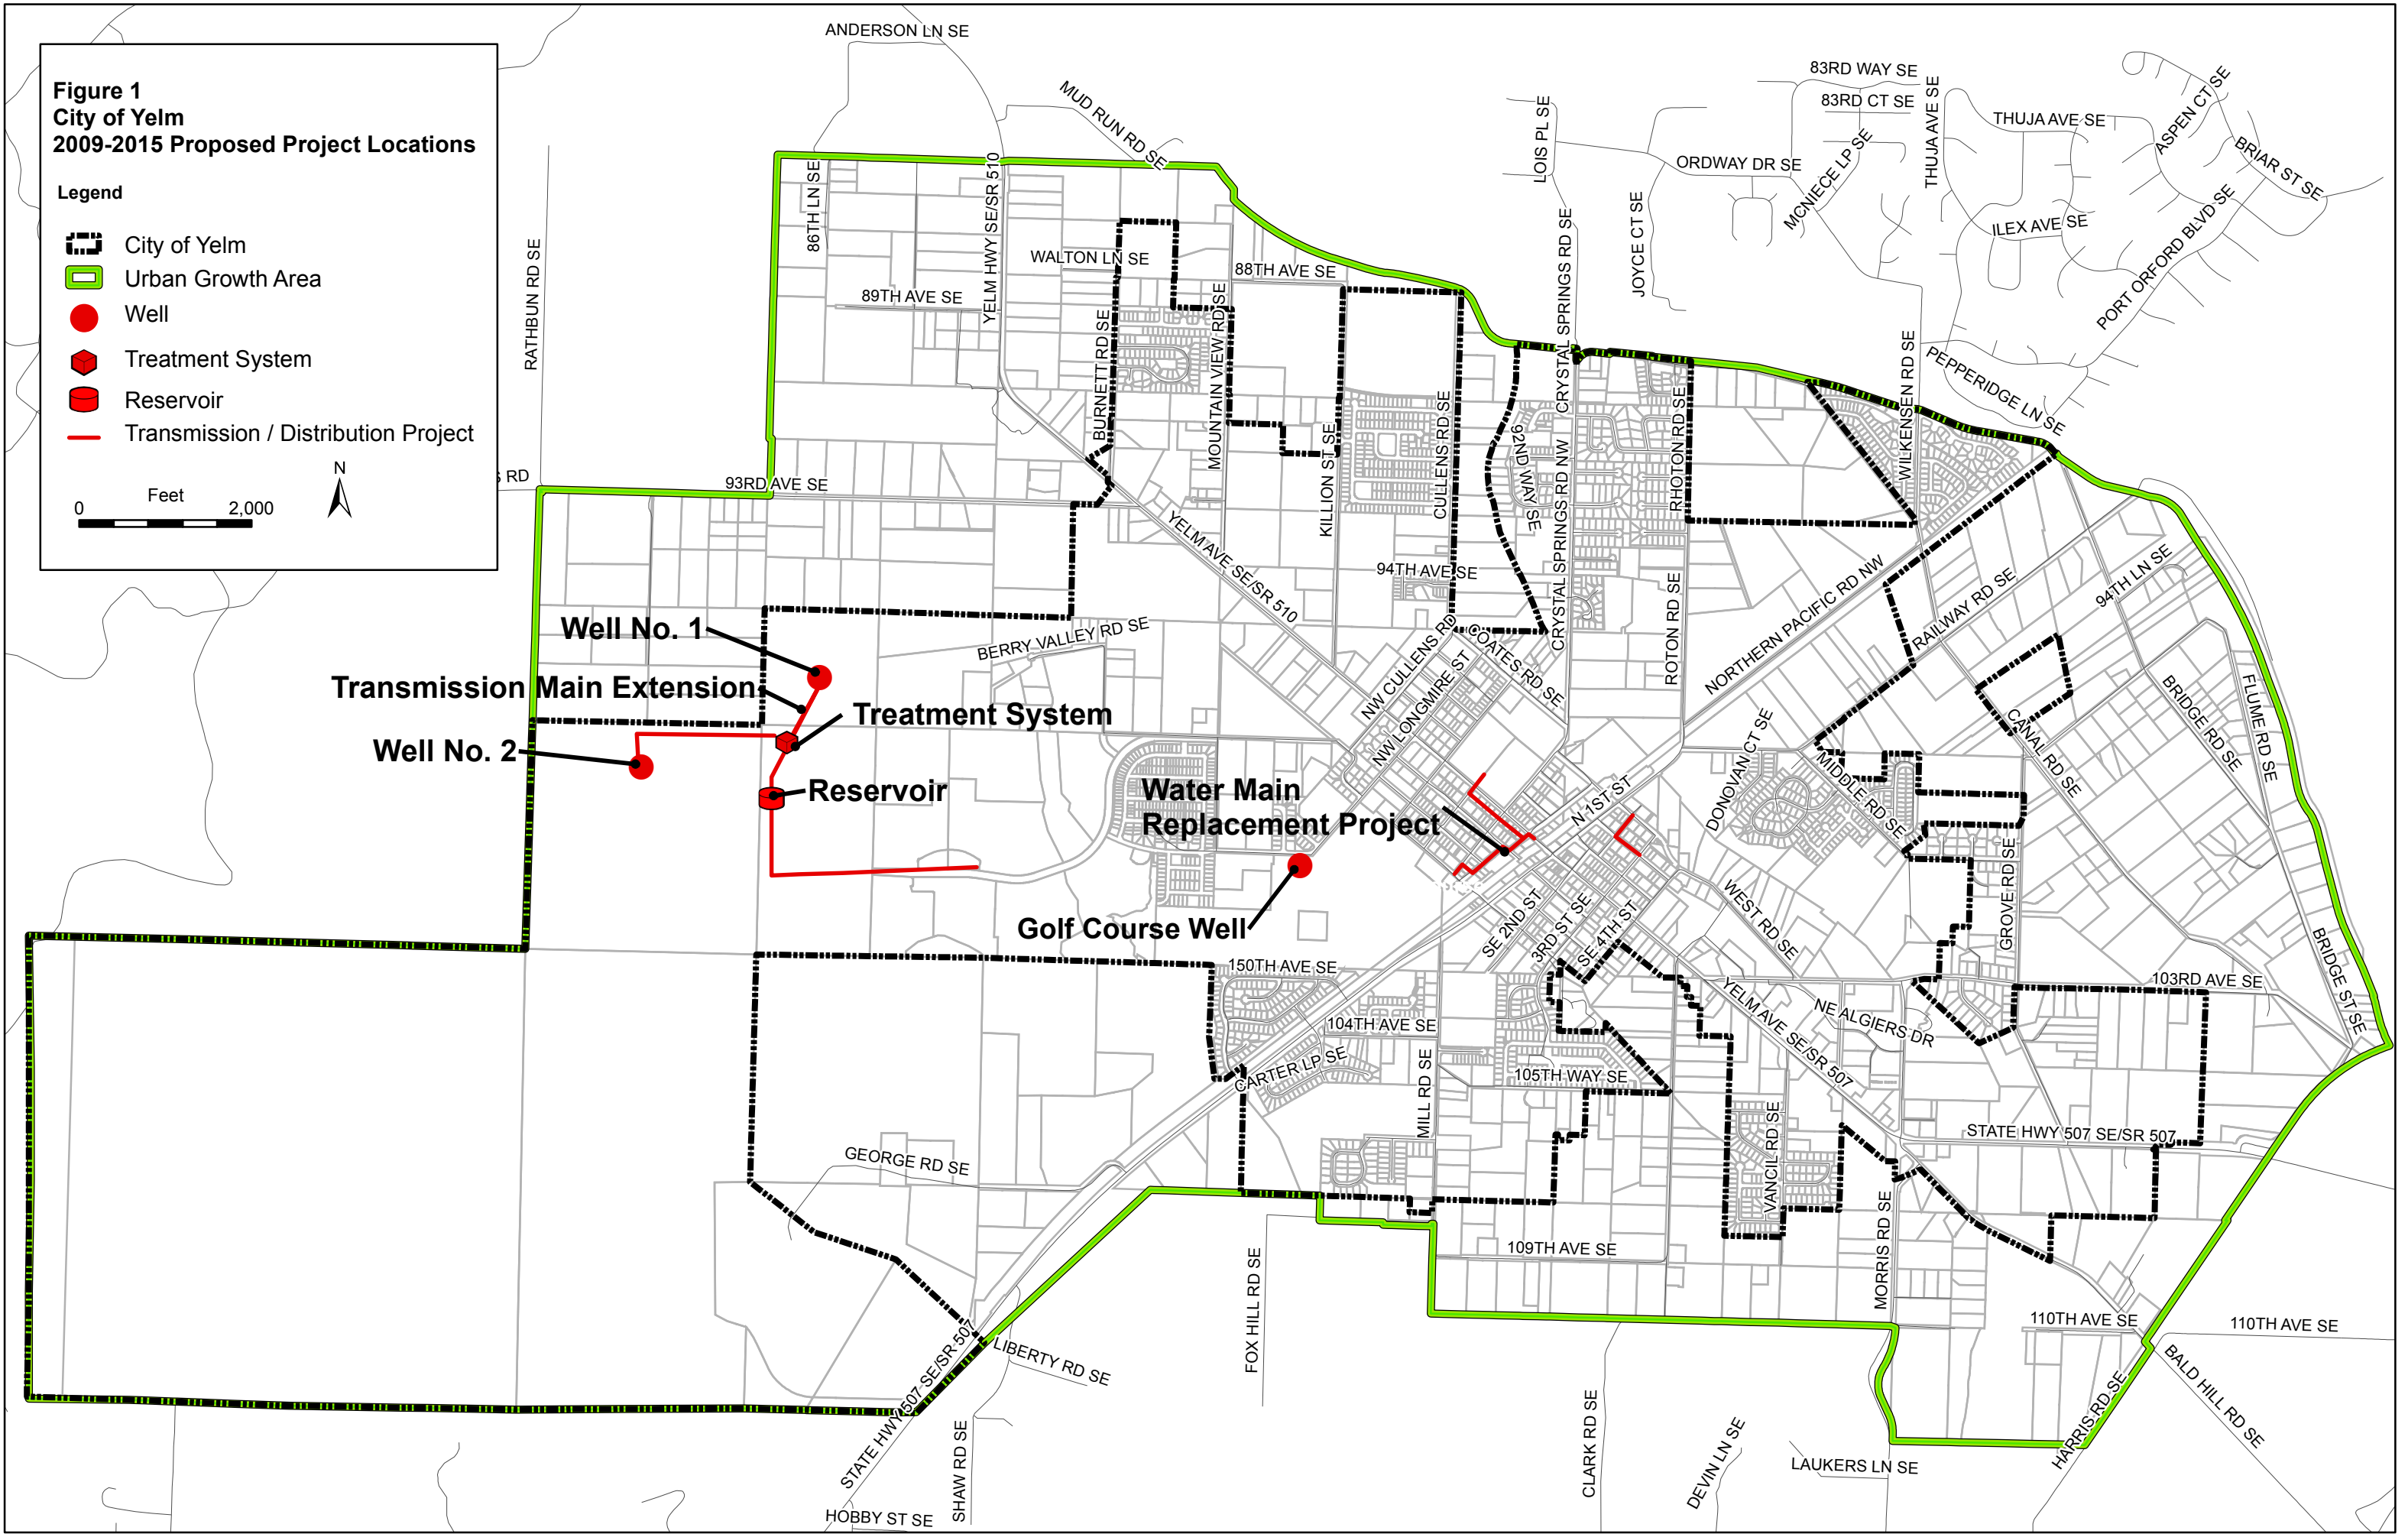 Figure 1
City of Yelm
2009-2015 Proposed Project Locations
Legend
City of Yelm
Urban Growth Area
Well
Treatment System
Reservoir
Transmission / Distribution Project
N
Feet
0 2,000
ANDERSON LN SE
MUD RUN RD SE
86TH LN SE
YELM HWY SE/SR 510
RATHBUN RD SE
WALTON LN SE
88TH AVE SE
89TH AVE SE
BURNETT RD SE
MOUNTAIN VIEW RD SE
KILLION ST SE
CULLENS RD SE
92ND WAY SE
LOIS PL SE
CRYSTAL SPRINGS RD SE
CRYSTAL SPRINGS RD NW
JOYCE CT SE
83RD WAY SE
83RD CT SE
ORDWAY DR SE
MCNIECE LP SE
THUJA AVE SE
THUJA AVE SE
ASPEN CT SE
BRIAR ST SE
ILEX AVE SE
PORT ORFORD BLVD SE
PEPPERIDGE LN SE
WILKENSEN RD SE
RHOTON RD SE
ROTON RD SE
S RD
93RD AVE SE
YELM AVE SE/SR 510
94TH AVE SE
NORTHERN PACIFIC RD NW
RAILWAY RD SE
94TH LN SE
BERRY VALLEY RD SE
NW CULLENS RD
COATES RD SE
NW LONGMIRE ST
Well No. 1
Transmission Main Extension
Treatment System
Well No. 2
Reservoir
Water Main
Replacement Project
Golf Course Well
N 1ST ST
DONOVAN CT SE
MIDDLE RD SE
CANAL RD SE
BRIDGE RD SE
FLUME RD SE
GROVE RD SE
WEST RD SE
SE 2ND ST
3RD ST SE
SE 4TH ST
150TH AVE SE
103RD AVE SE
BRIDGE ST SE
104TH AVE SE
CARTER LP SE
YELM AVE SE/SR 507
NE ALGIERS DR
105TH WAY SE
MILL RD SE
VANCIL RD SE
STATE HWY 507 SE/SR 507
GEORGE RD SE
MORRIS RD SE
109TH AVE SE
FOX HILL RD SE
110TH AVE SE
110TH AVE SE
LIBERTY RD SE
STATE HWY 507 SE/SR 507
SHAW RD SE
HOBBY ST SE
CLARK RD SE
DEVIN LN SE
LAUKERS LN SE
HARRIS RD SE
BALD HILL RD SE